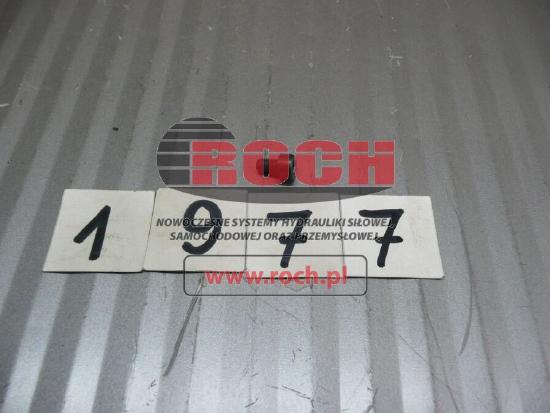 ROCH
1 9 7 7
NOWOCZESNE SYSTEMY HYDRAULIKI SIŁOWEJ
SAMOCHODOWEJ ORAZ PRZEMYSŁOWEJ
www.roch.pl